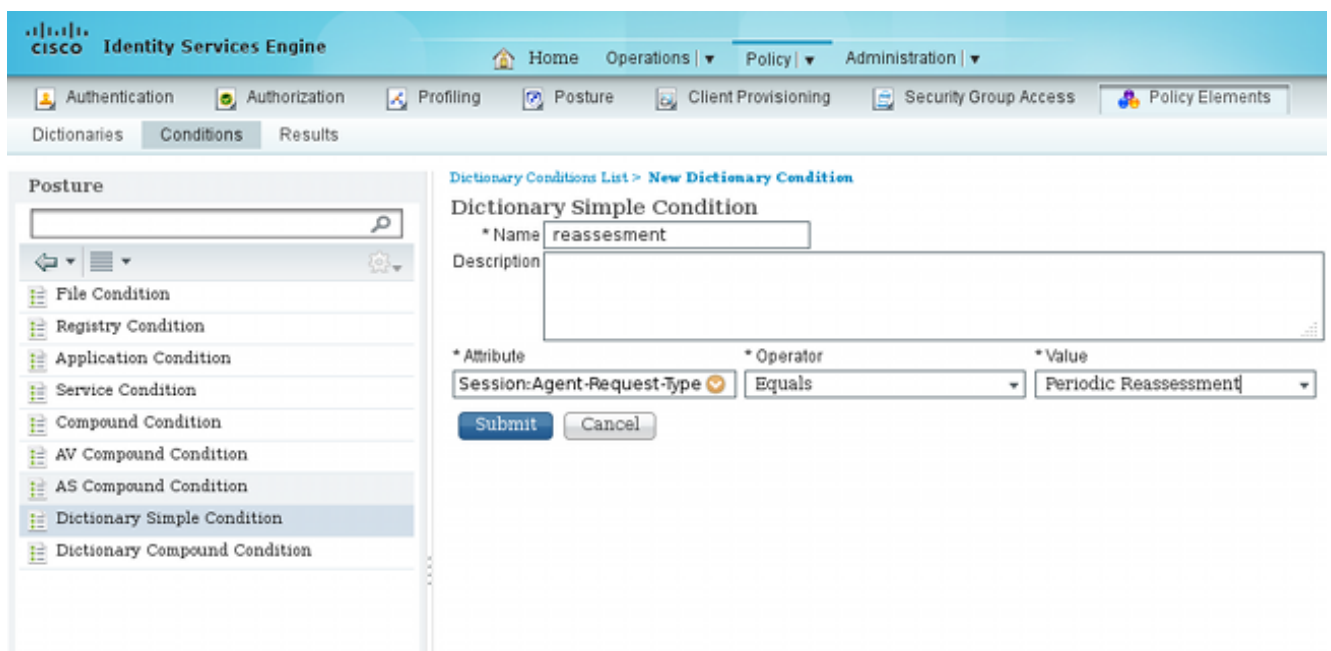 CISCO Identity Services Engine
Home Operations | Policy | Administration |
Authentication Authorization Profiling Posture Client Provisioning Security Group Access Policy Elements
Dictionaries Conditions Results
Posture
File Condition
Registry Condition
Application Condition
Service Condition
Compound Condition
AV Compound Condition
AS Compound Condition
Dictionary Simple Condition
Dictionary Compound Condition
Dictionary Conditions List > New Dictionary Condition
Dictionary Simple Condition
* Name reassesment
Description
* Attribute * Operator * Value
Session:Agent-Request-Type Equals Periodic Reassessment
Submit Cancel